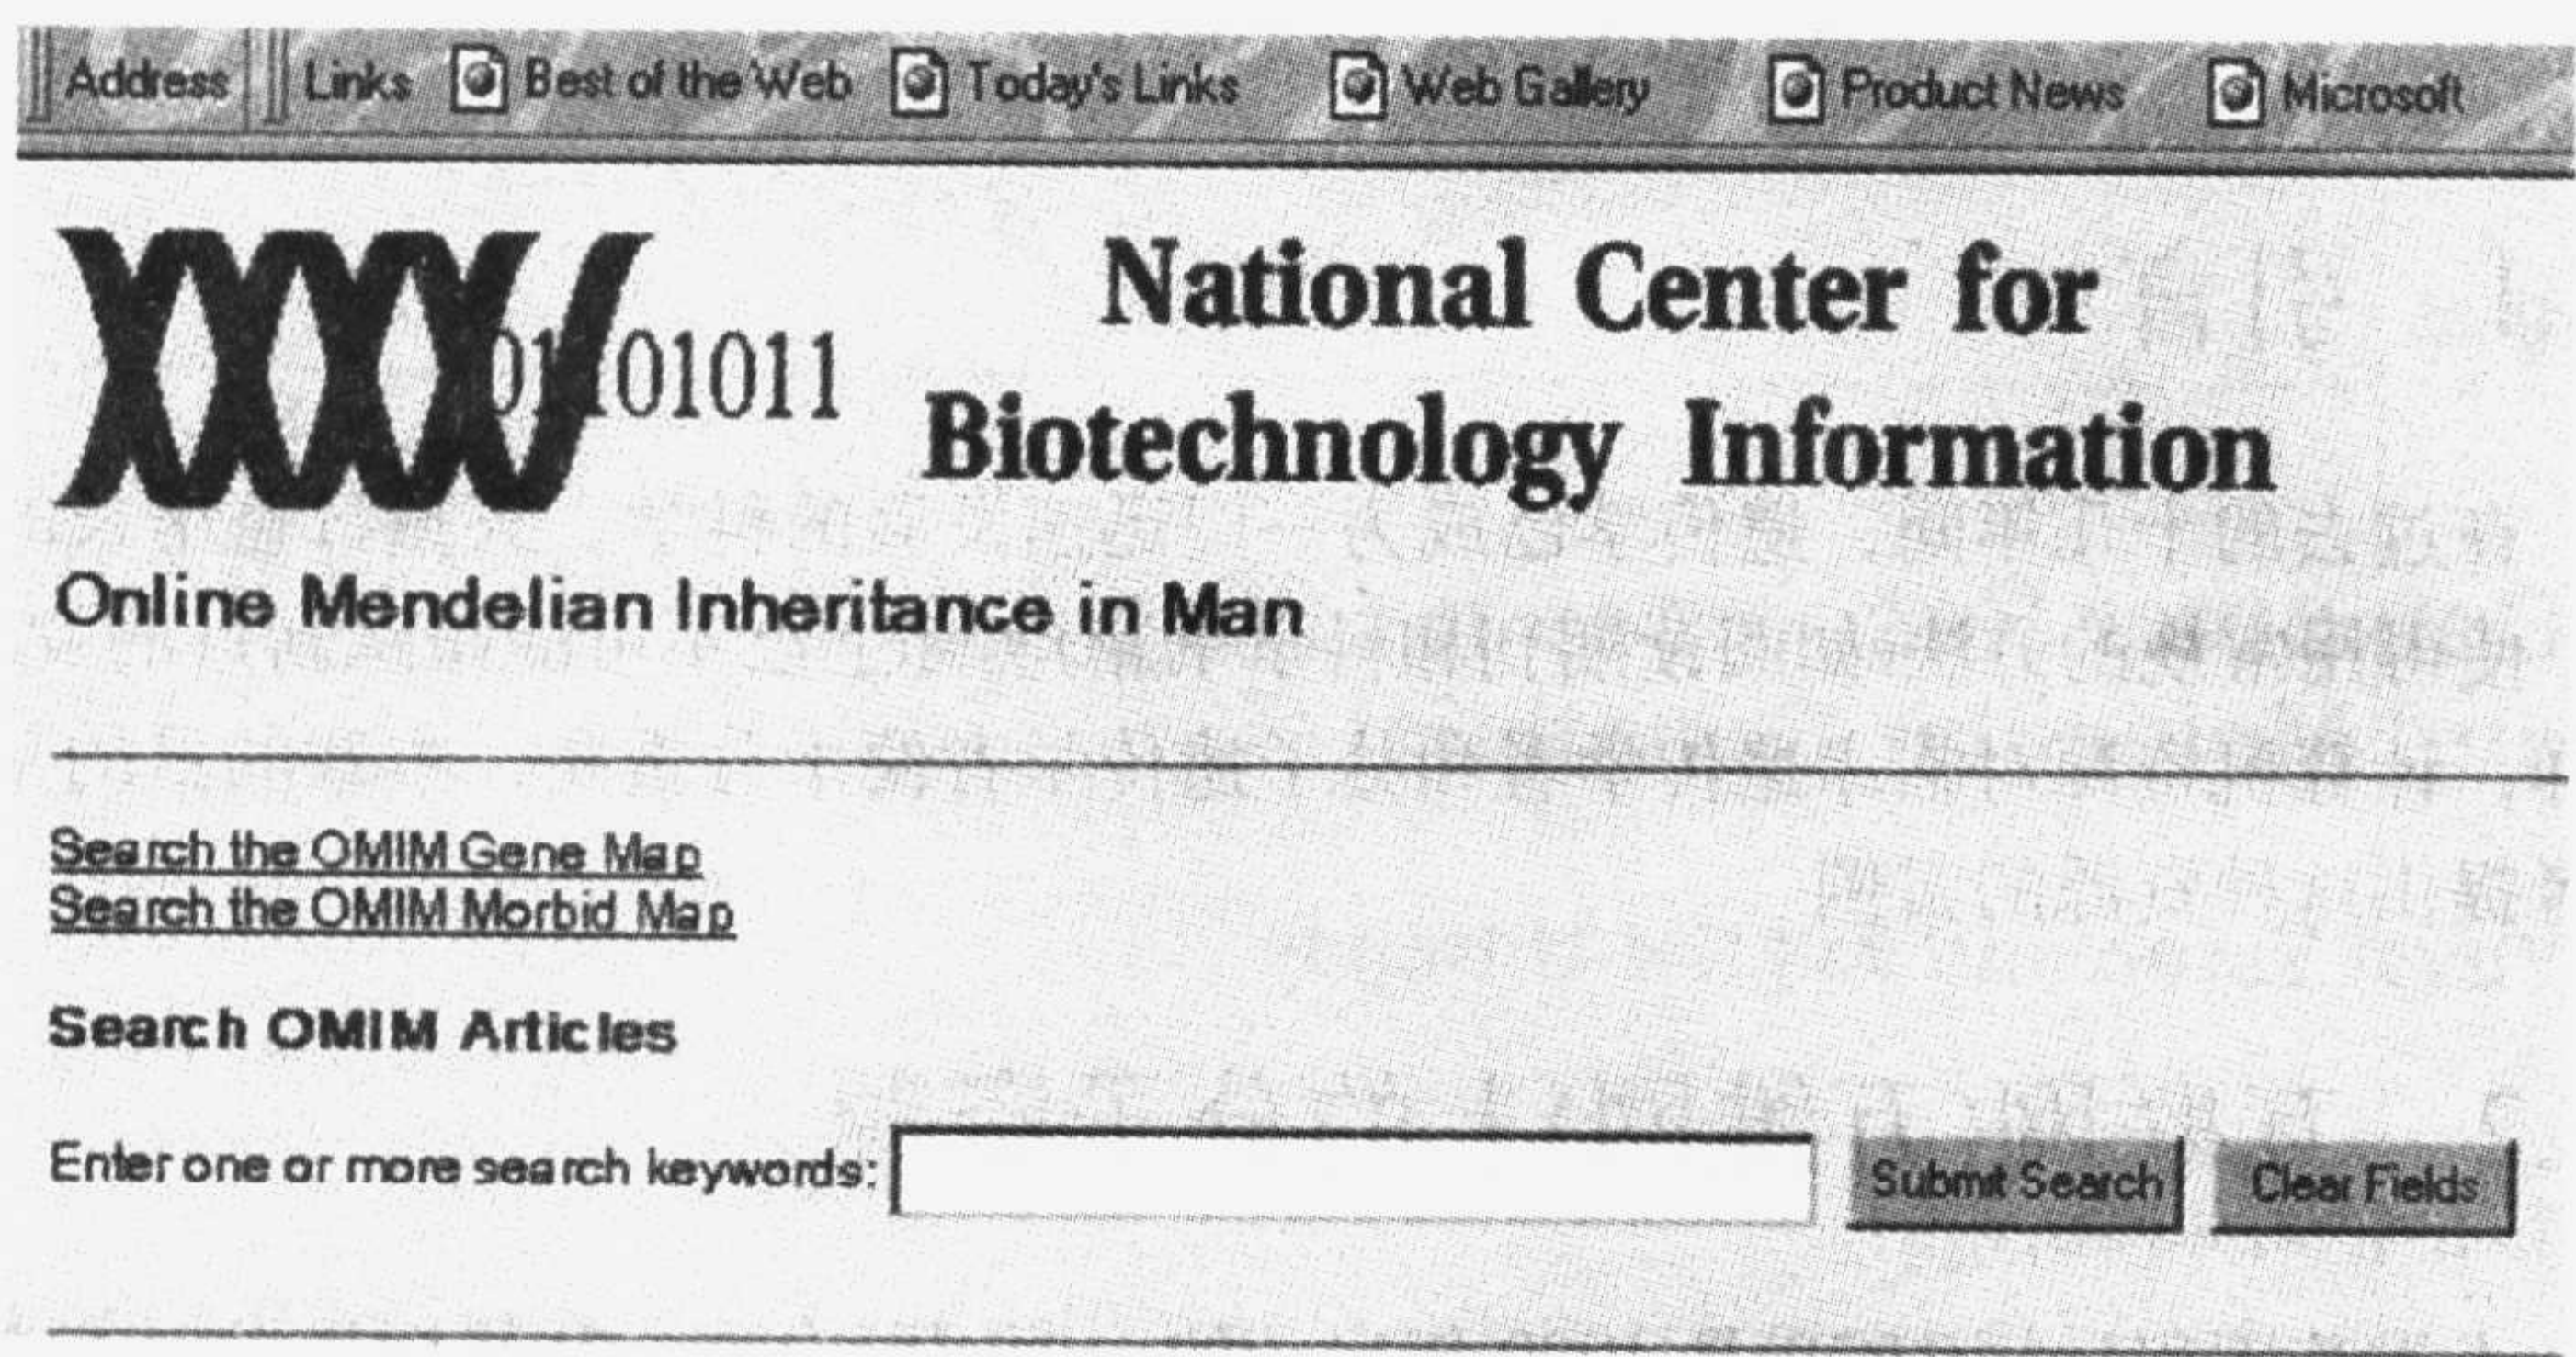 Address Links Best of the Web Today's Links Web Gallery Product News Microsoft
National Center for
01101011
Biotechnology Information
Online Mendelian Inheritance in Man
Search the OMIM Gene Map
Search the OMIM Morbid Map
Search OMIM Articles
Enter one or more search keywords: Submit Search Clear Fields